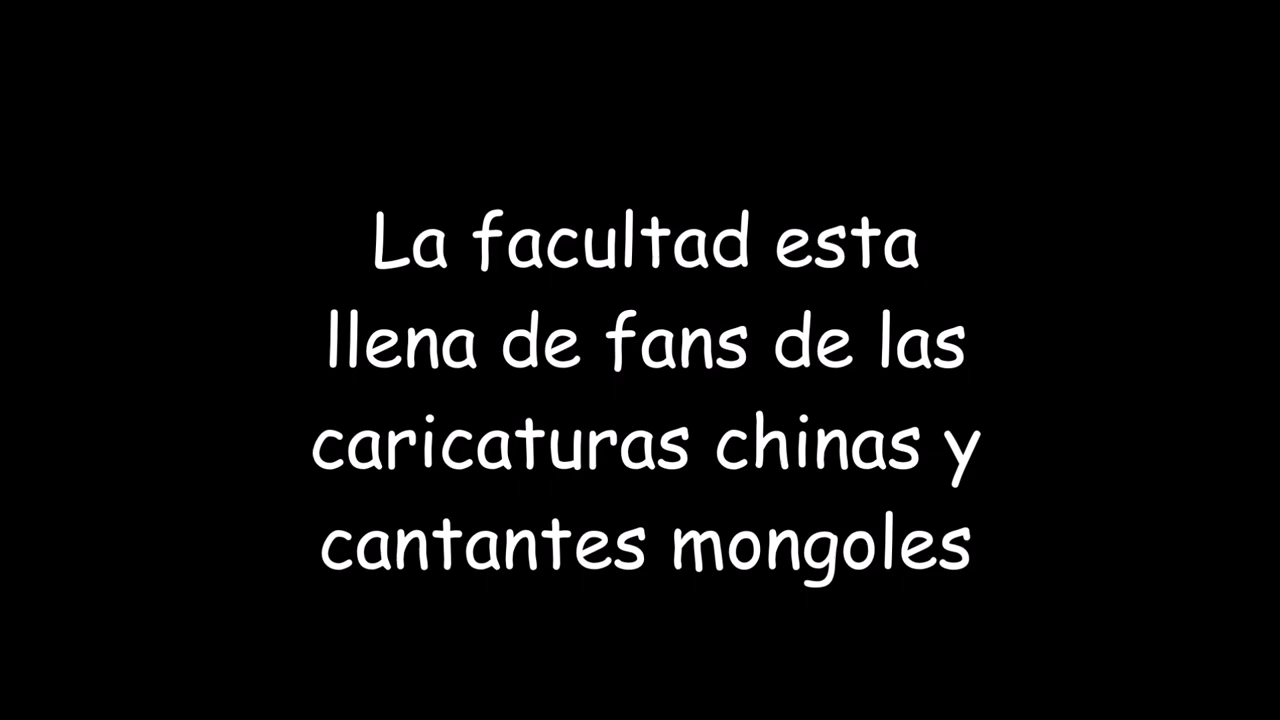 La facultad esta
llena de fans de las
caricaturas chinas y
cantantes mongoles